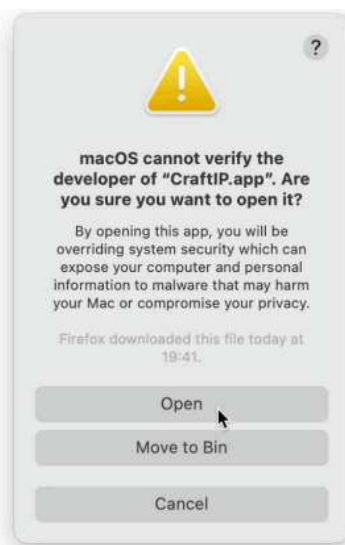 ?
macOS cannot verify the
developer of “CraftIP.app”. Are
you sure you want to open it?
By opening this app, you will be
overriding system security which can
expose your computer and personal
information to malware that may harm
your Mac or compromise your privacy.
Firefox downloaded this file today at
19:41.
Open
Move to Bin
Cancel